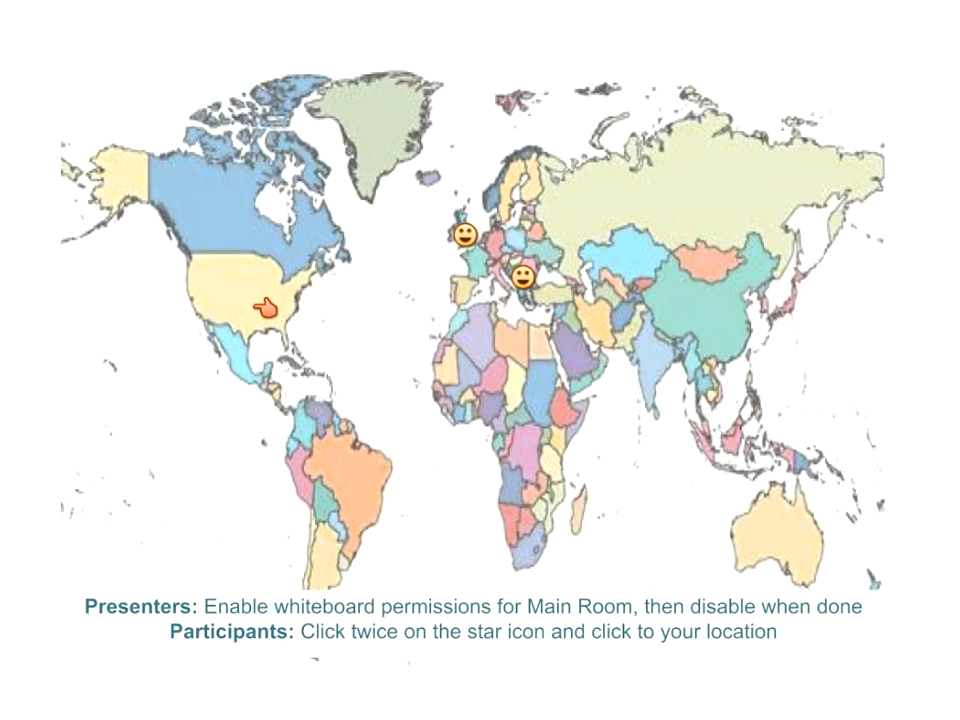 Presenters: Enable whiteboard permissions for Main Room, then disable when done
Participants: Click twice on the star icon and click to your location